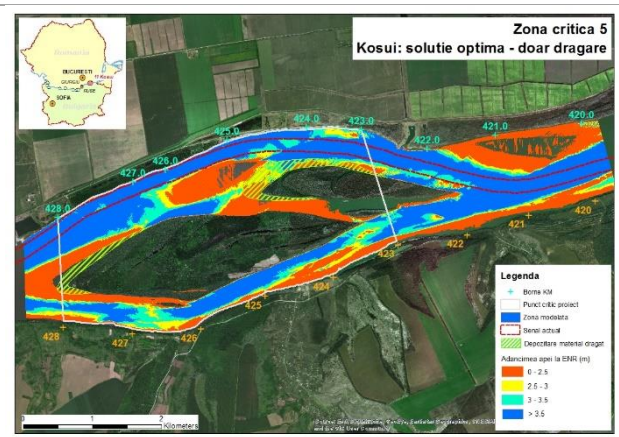 Zona critica 5
Kosui: solutie optima - doar dragare
BUCURESTI
SOFIA
428.0
427.0
426.0
425.0
424.0
423.0
422.0
421.0
420.0
428
427
426
425
424
423
422
421
420
Legenda
Borne KM
Punct critic proiect
Zona modelata
Senal actual
Depozitare material dragat
Adancimea apei la ENR (m)
0 - 2.5
2.5 - 3
3 - 3.5
> 3.5
0 1 2
Kilometers